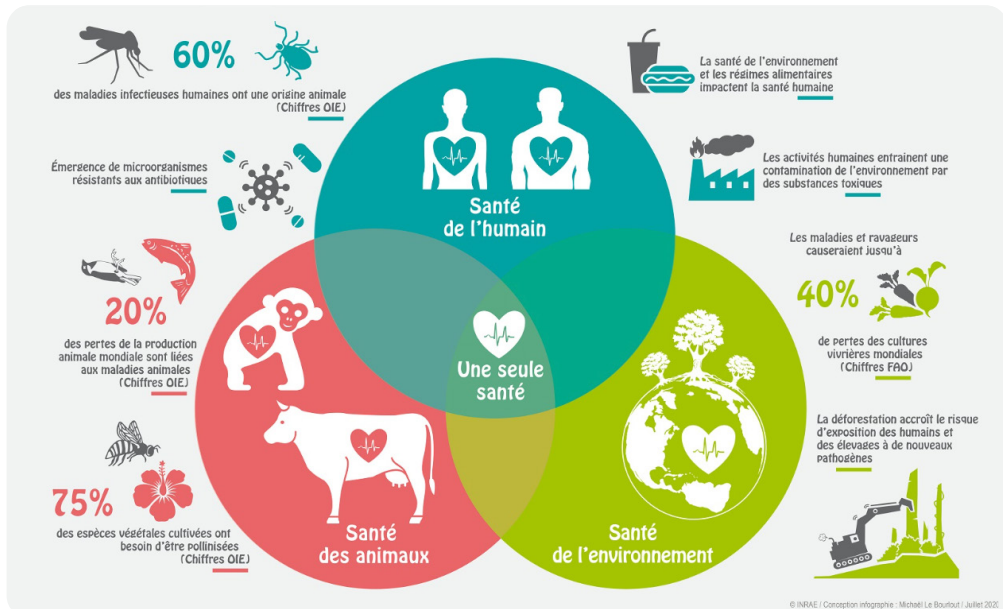 60%
des maladies infectieuses humaines ont une origine animale
(Chiffres OIE)
Émergence de microorganismes
résistants aux antibiotiques
20%
des pertes de la production
animale mondiale sont liées
aux maladies animales
(Chiffres OIE)
75%
des espèces végétales cultivées ont
besoin d'être pollinisées
(Chiffres OIE)
Santé
de l'humain
Une seule
santé
Santé
des animaux
Santé
de l'environnement
La santé de l'environnement
et les régimes alimentaires
impactent la santé humaine
Les activités humaines entrainent une
contamination de l'environnement par
des substances toxiques
Les maladies et ravageurs
causeraient jusqu'à
40%
de pertes des cultures
vivrières mondiales
(Chiffres FAO)
La déforestation accroît le risque
d'exposition des humains et
des élevages à de nouveaux
pathogènes
© INRAE / Conception infographie : Michaël Le Bourlout / Juillet 2020